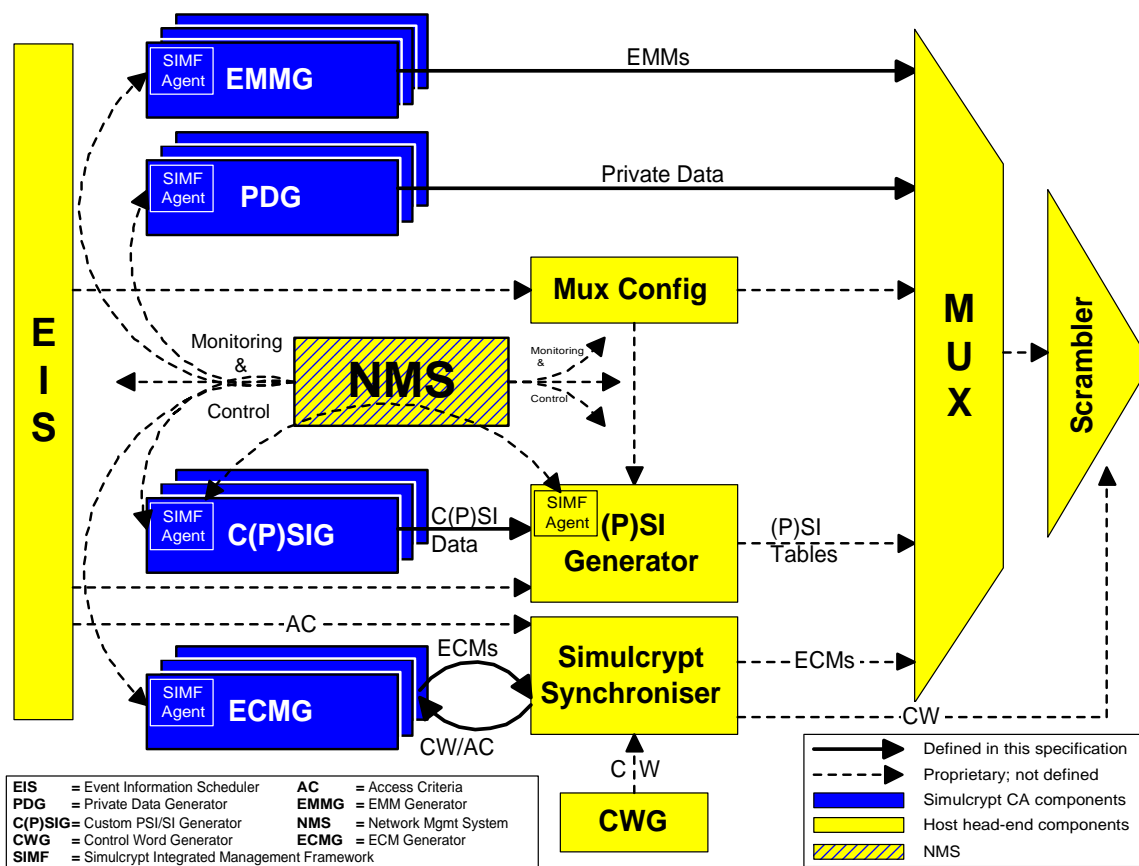 SIMF
Agent
EMMG
EMMs
SIMF
Agent
PDG
Private Data
Mux Config
EIS
MUX
Scrambler
Monitoring
&
Control
NMS
Monitoring
&
Control
SIMF
Agent
C(P)SIG
C(P)SI
Data
SIMF
Agent
(P)SI
Generator
(P)SI
Tables
AC
SIMF
Agent
ECMG
ECMs
CW/AC
Simulcrypt
Synchroniser
ECMs
CW
C W
CWG
EIS = Event Information Scheduler
PDG = Private Data Generator
C(P)SIG = Custom PSI/SI Generator
CWG = Control Word Generator
SIMF = Simulcrypt Integrated Management Framework
AC = Access Criteria
EMMG = EMM Generator
NMS = Network Mgmt System
ECMG = ECM Generator
Defined in this specification
Proprietary; not defined
Simulcrypt CA components
Host head-end components
NMS